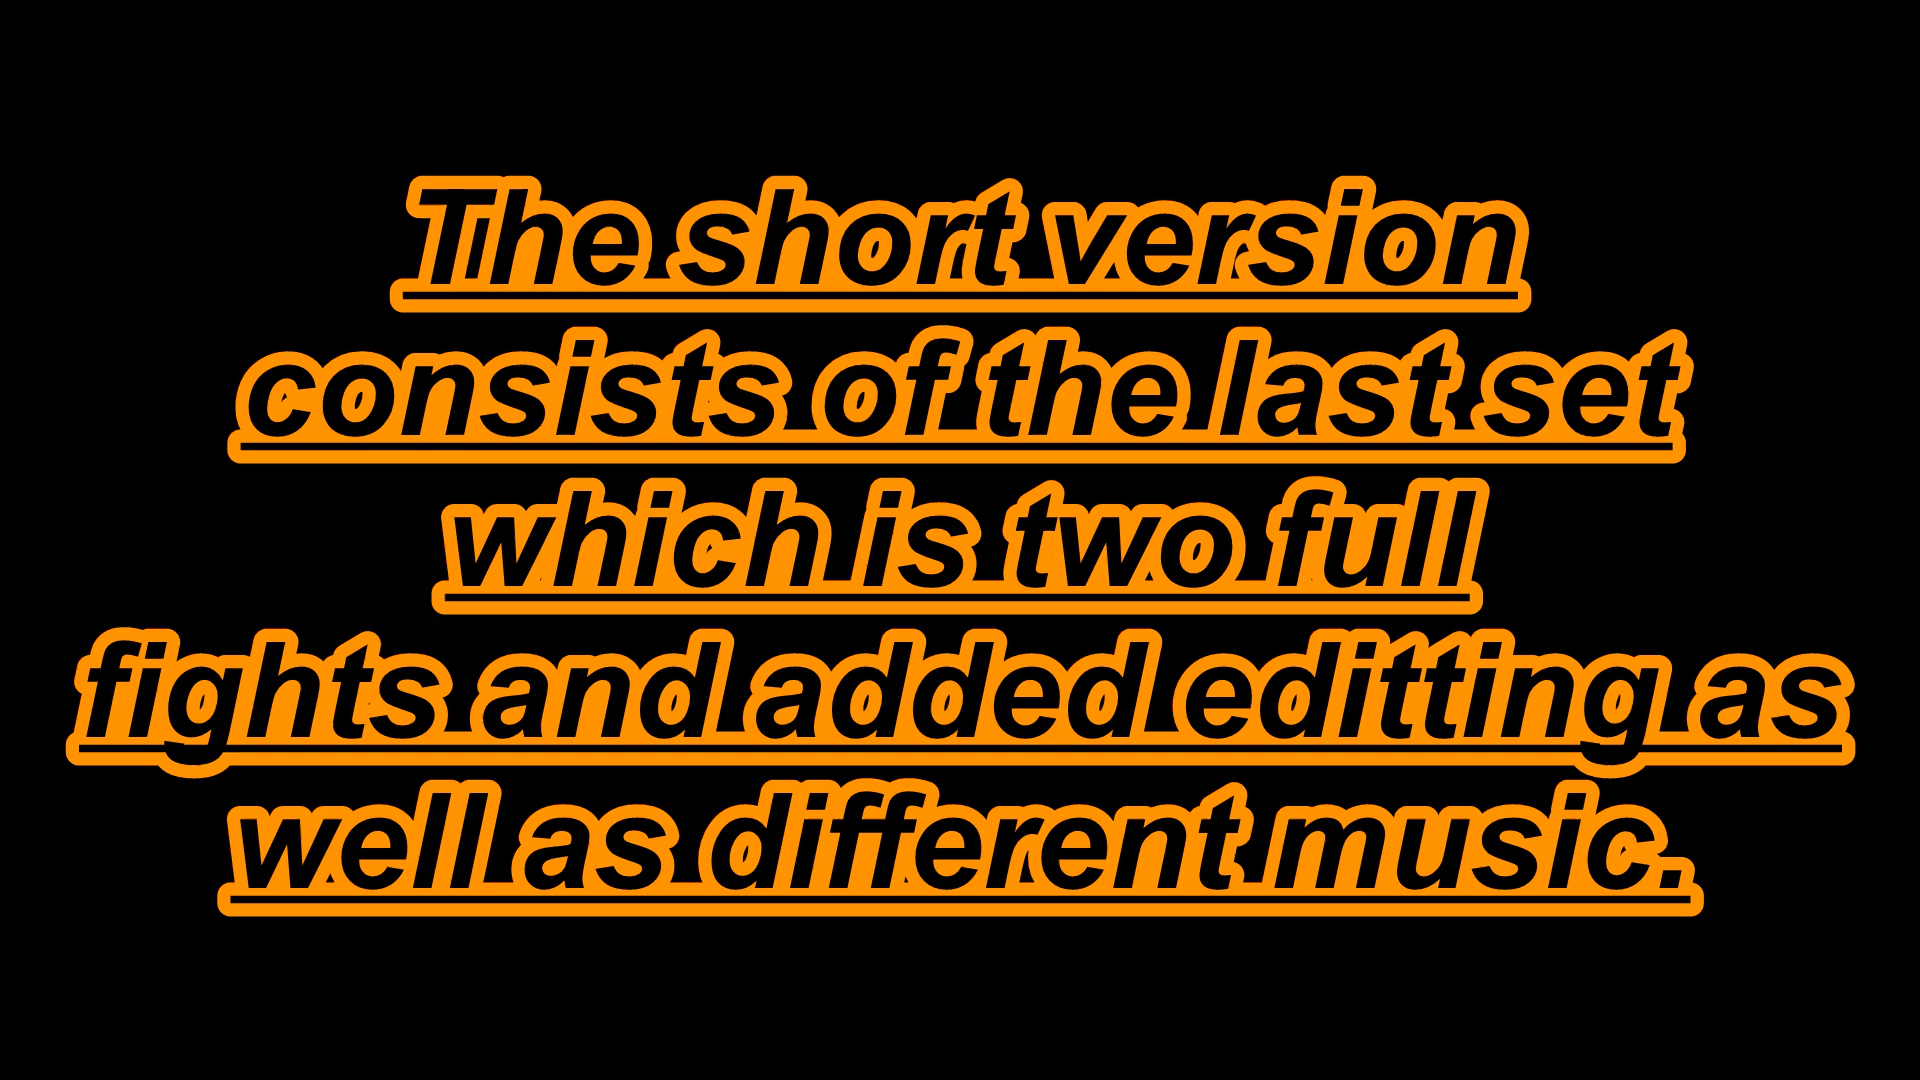 The short version
consists of the last set
which is two full
fights and added editting as
well as different music.